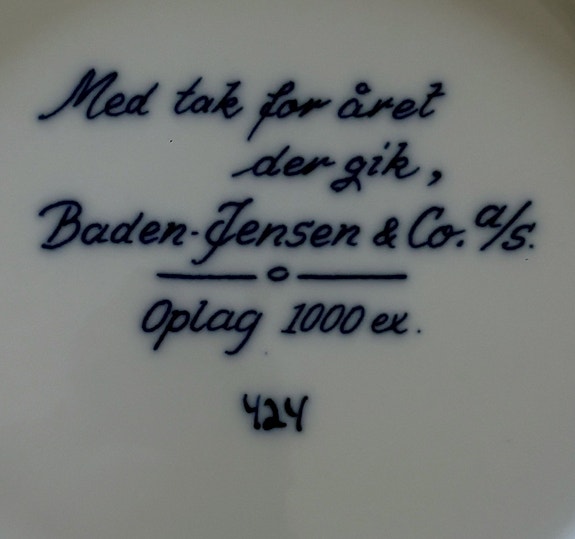 Med tak for året
der gik,
Baden-Jensen & Co. a/s.
Oplag 1000 ex.
424